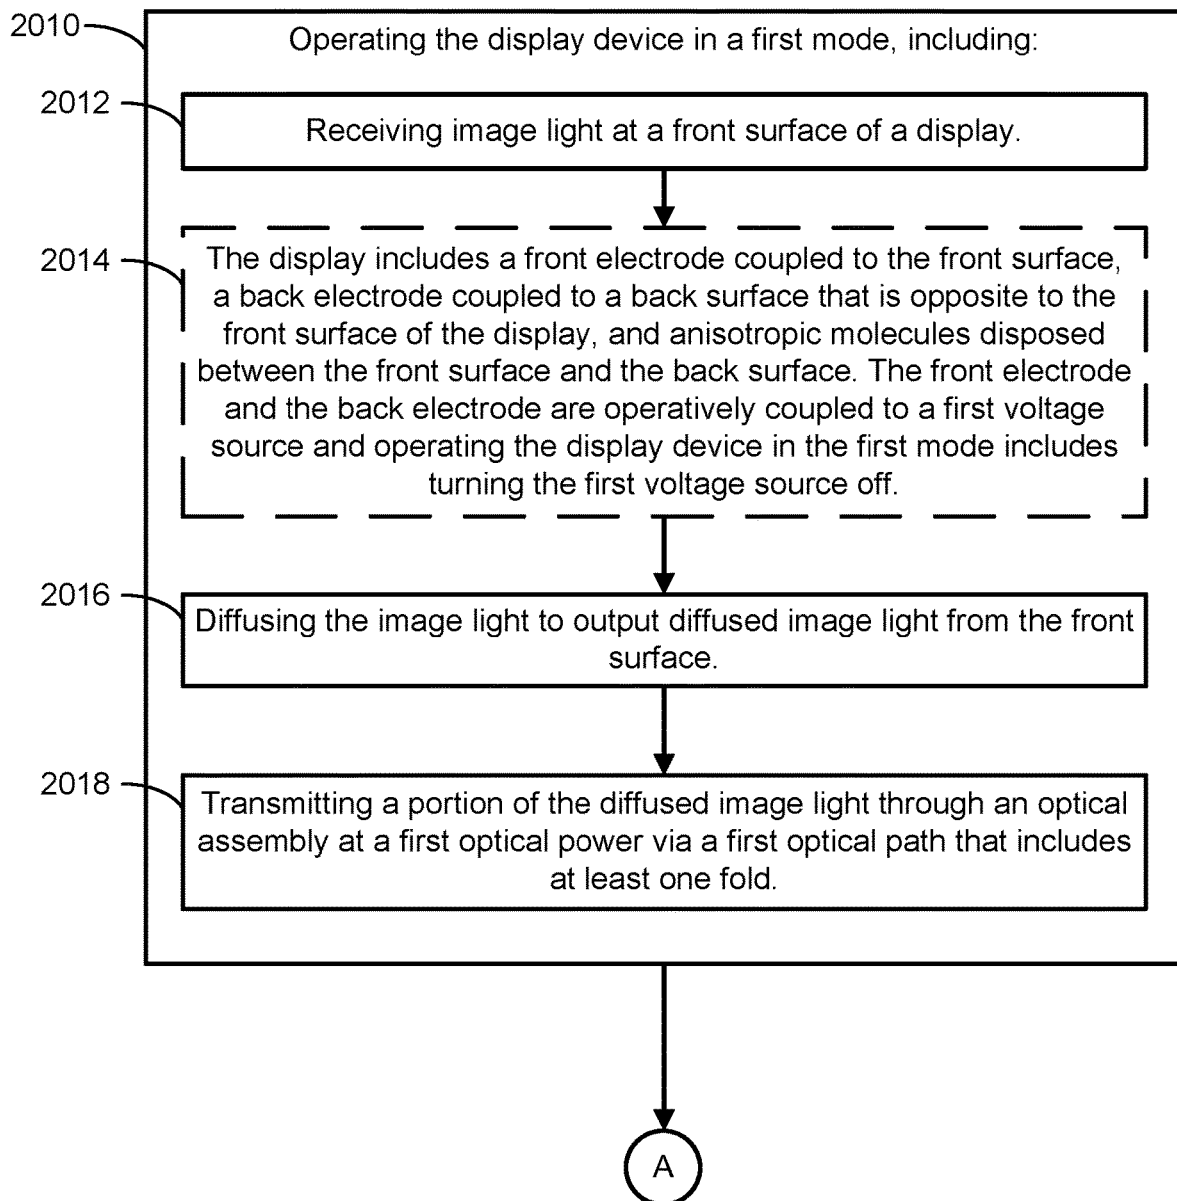 2010
Operating the display device in a first mode, including:
2012
Receiving image light at a front surface of a display.
2014
The display includes a front electrode coupled to the front surface,
a back electrode coupled to a back surface that is opposite to the
front surface of the display, and anisotropic molecules disposed
between the front surface and the back surface. The front electrode
and the back electrode are operatively coupled to a first voltage
source and operating the display device in the first mode includes
turning the first voltage source off.
2016
Diffusing the image light to output diffused image light from the front
surface.
2018
Transmitting a portion of the diffused image light through an optical
assembly at a first optical power via a first optical path that includes
at least one fold.
A